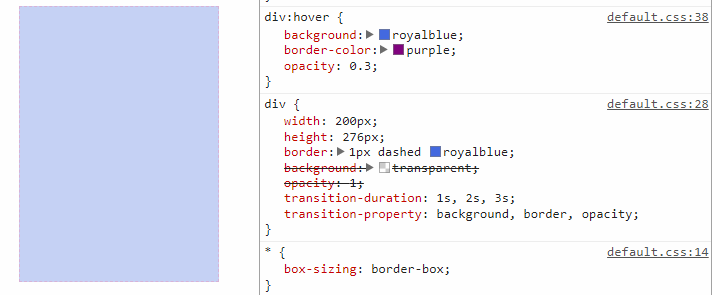 }
div:hover { default.css:38
background: royalblue;
border-color: purple;
opacity: 0.3;
}
div { default.css:28
width: 200px;
height: 276px;
border: 1px dashed royalblue;
background: transparent;
opacity: 1;
transition-duration: 1s, 2s, 3s;
transition-property: background, border, opacity;
}
* { default.css:14
box-sizing: border-box;
}